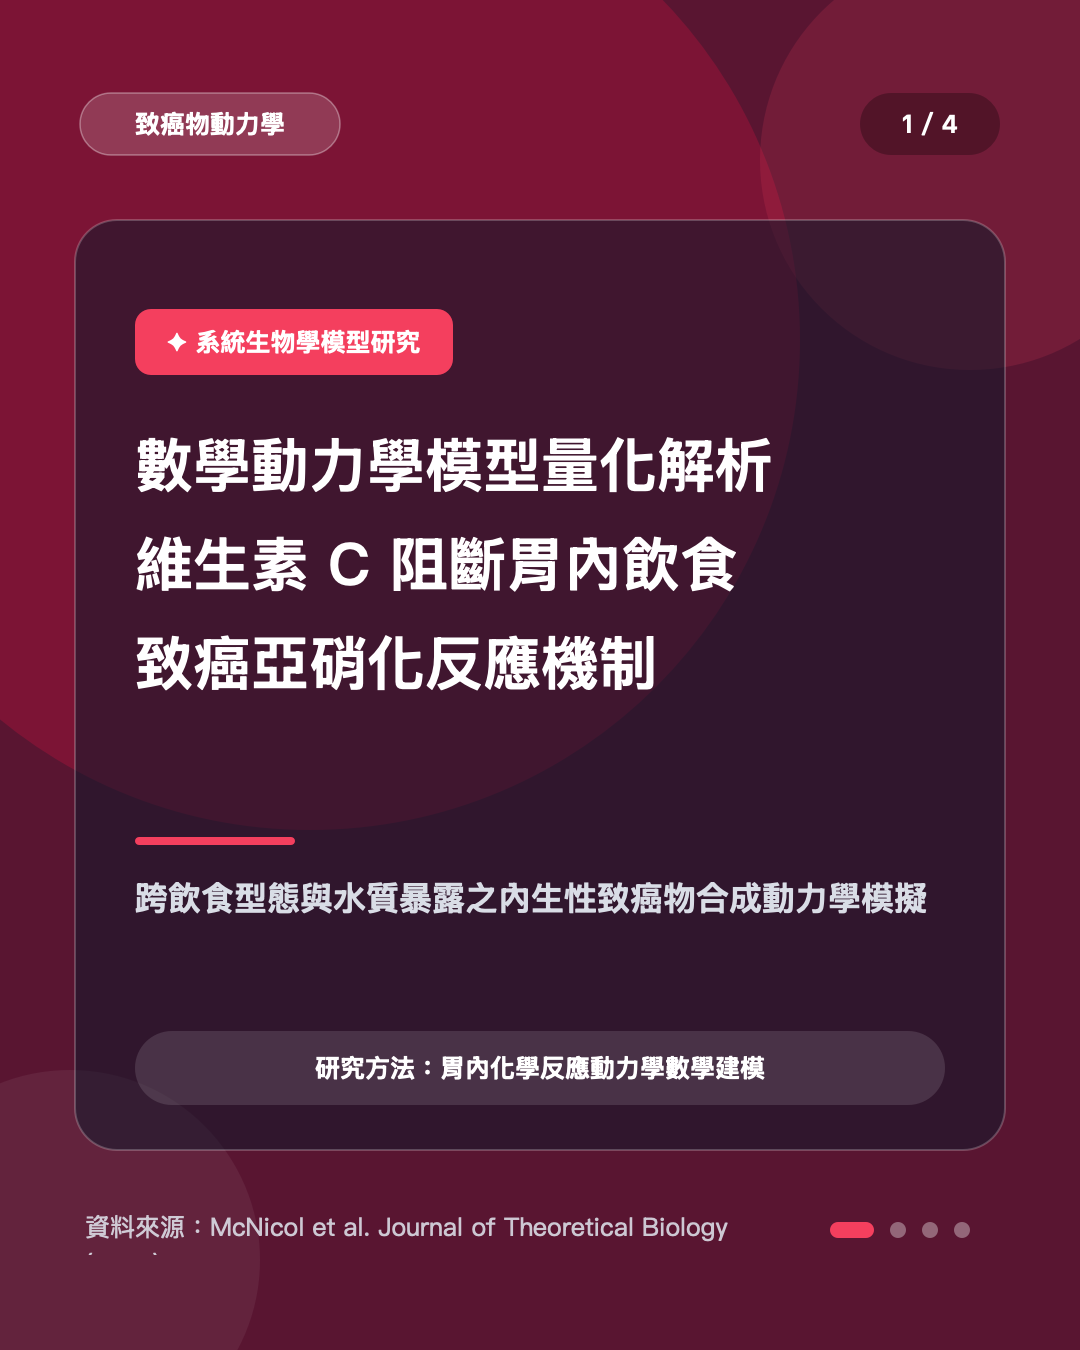 致癌物動力學
1 / 4
✦ 系統生物學模型研究
數學動力學模型量化解析
維生素 C 阻斷胃內飲食
致癌亞硝化反應機制
跨飲食型態與水質暴露之內生性致癌物合成動力學模擬
研究方法：胃內化學反應動力學數學建模
資料來源：McNicol et al. Journal of Theoretical Biology